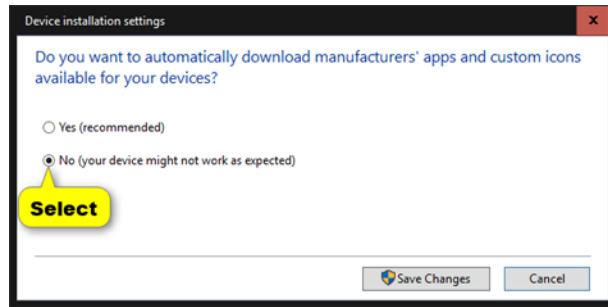 Device installation settings
x
Do you want to automatically download manufacturers' apps and custom icons
available for your devices?
Yes (recommended)
No (your device might not work as expected)
Select
Save Changes
Cancel